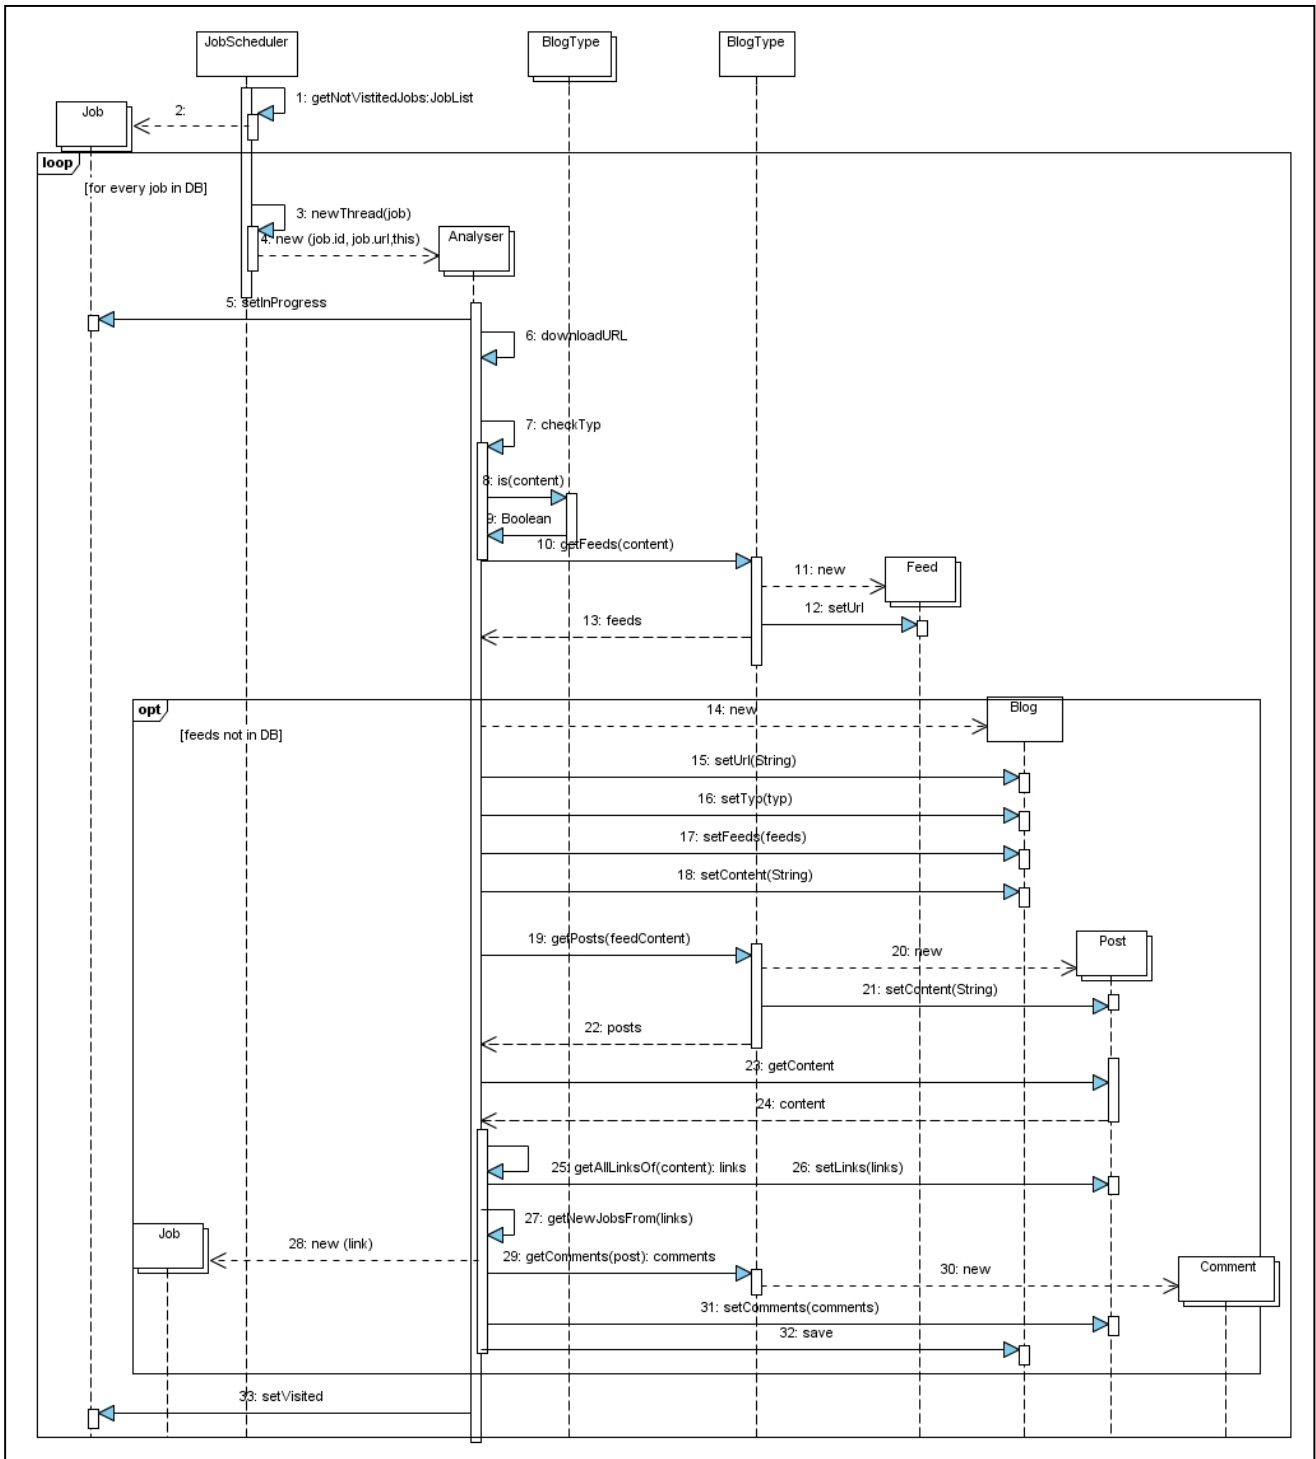 JobScheduler
BlogType
BlogType
1: getNotVistitedJobs:JobList
Job
2:
loop
[for every job in DB]
3: newThread(job)
4: new (job.id, job.url,this)
Analyser
5: setInProgress
6: downloadURL
7: checkTyp
8: is(content)
9: Boolean
10: getFeeds(content)
11: new
Feed
12: setUrl
13: feeds
opt
[feeds not in DB]
14: new
Blog
15: setUrl(String)
16: setTyp(typ)
17: setFeeds(feeds)
18: setContent(String)
19: getPosts(feedContent)
Post
20: new
21: setContent(String)
22: posts
23: getContent
24: content
25: getAllLinksOf(content): links
26: setLinks(links)
27: getNewJobsFrom(links)
Job
28: new (link)
29: getComments(post): comments
30: new
Comment
31: setComments(comments)
32: save
33: setVisited